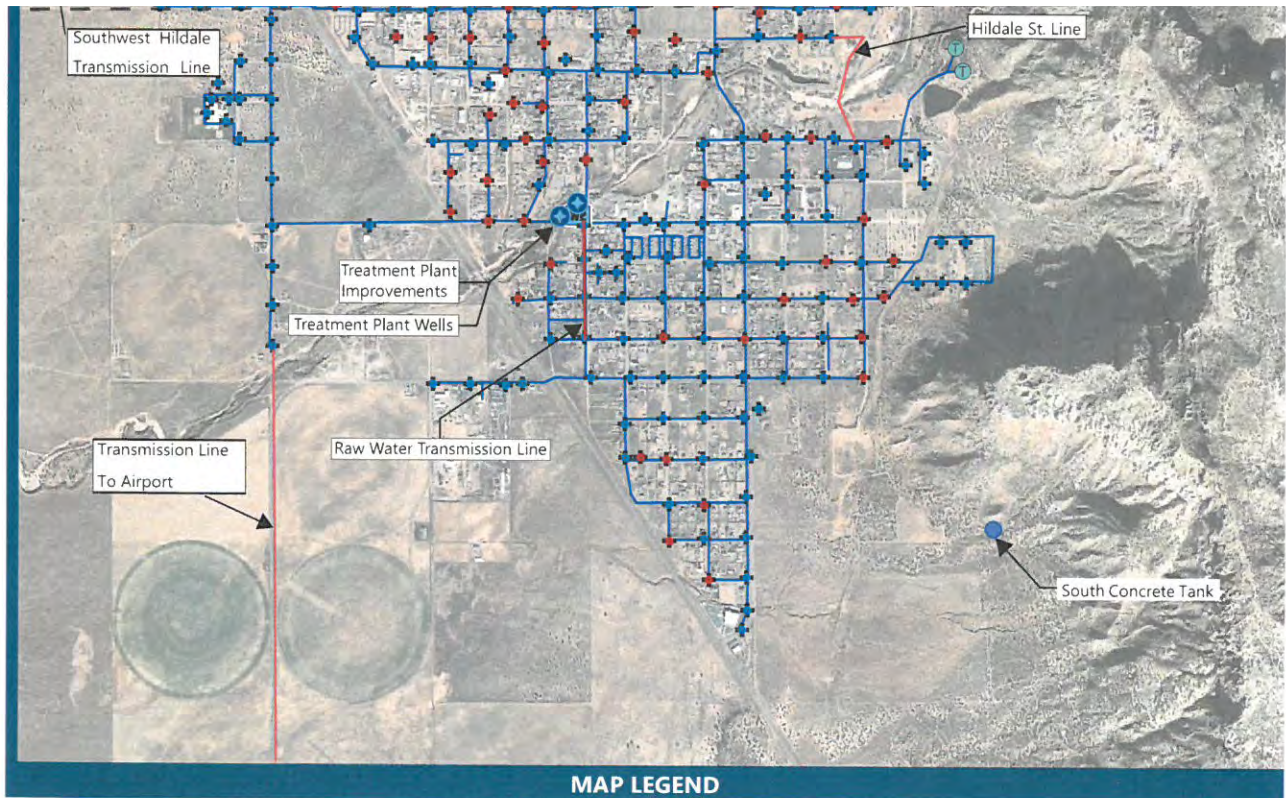 Southwest Hildale
Transmission Line
Hildale St. Line
T
T
Treatment Plant
Improvements
Treatment Plant Wells
Raw Water Transmission Line
Transmission Line
To Airport
South Concrete Tank
MAP LEGEND